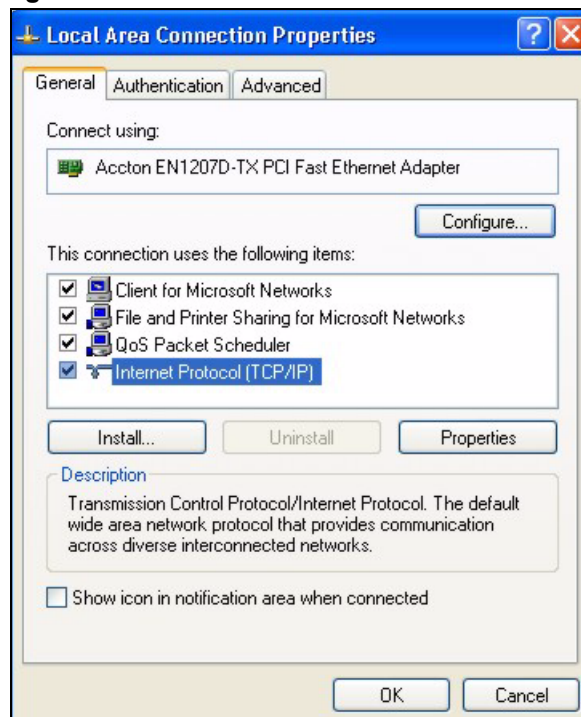 Local Area Connection Properties
General Authentication Advanced
Connect using:
Accton EN1207D-TX PCI Fast Ethernet Adapter
Configure...
This connection uses the following items:
Client for Microsoft Networks
File and Printer Sharing for Microsoft Networks
QoS Packet Scheduler
Internet Protocol (TCP/IP)
Install... Uninstall Properties
Description
Transmission Control Protocol/Internet Protocol. The default
wide area network protocol that provides communication
across diverse interconnected networks.
Show icon in notification area when connected
OK Cancel